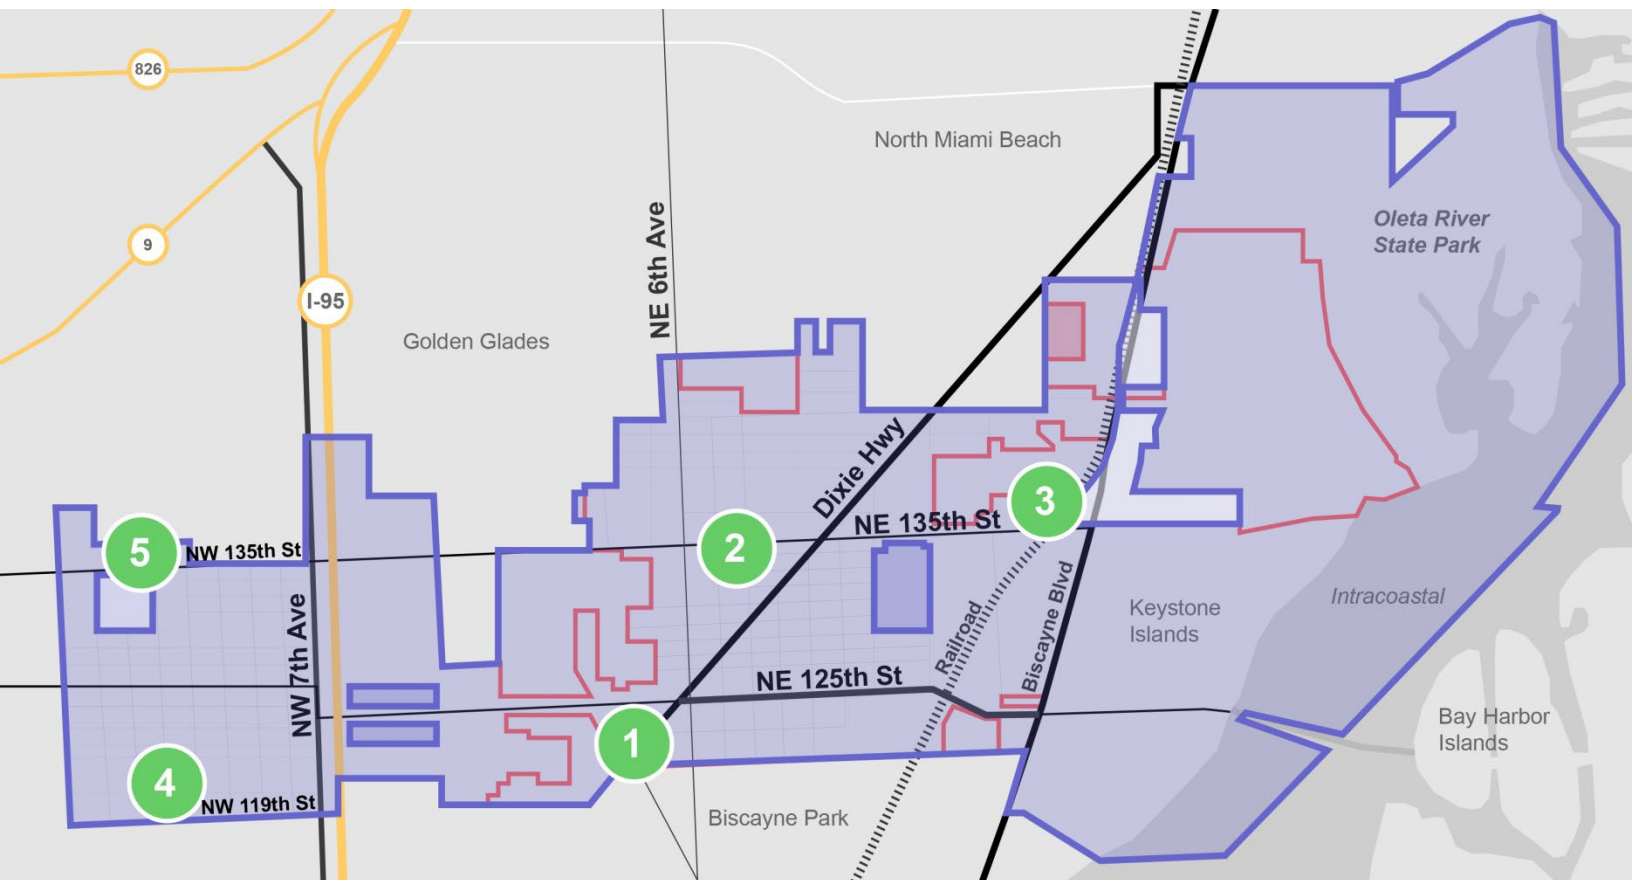 826
North Miami Beach
Oleta River
State Park
9
NE 6th Ave
I-95
Golden Glades
Dixie Hwy
3
NE 135th St
5
NW 135th St
2
Railroad
Biscayne Blvd
Keystone
Islands
Intracoastal
NW 7th Ave
NE 125th St
Bay Harbor
Islands
1
4
NW 119th St
Biscayne Park